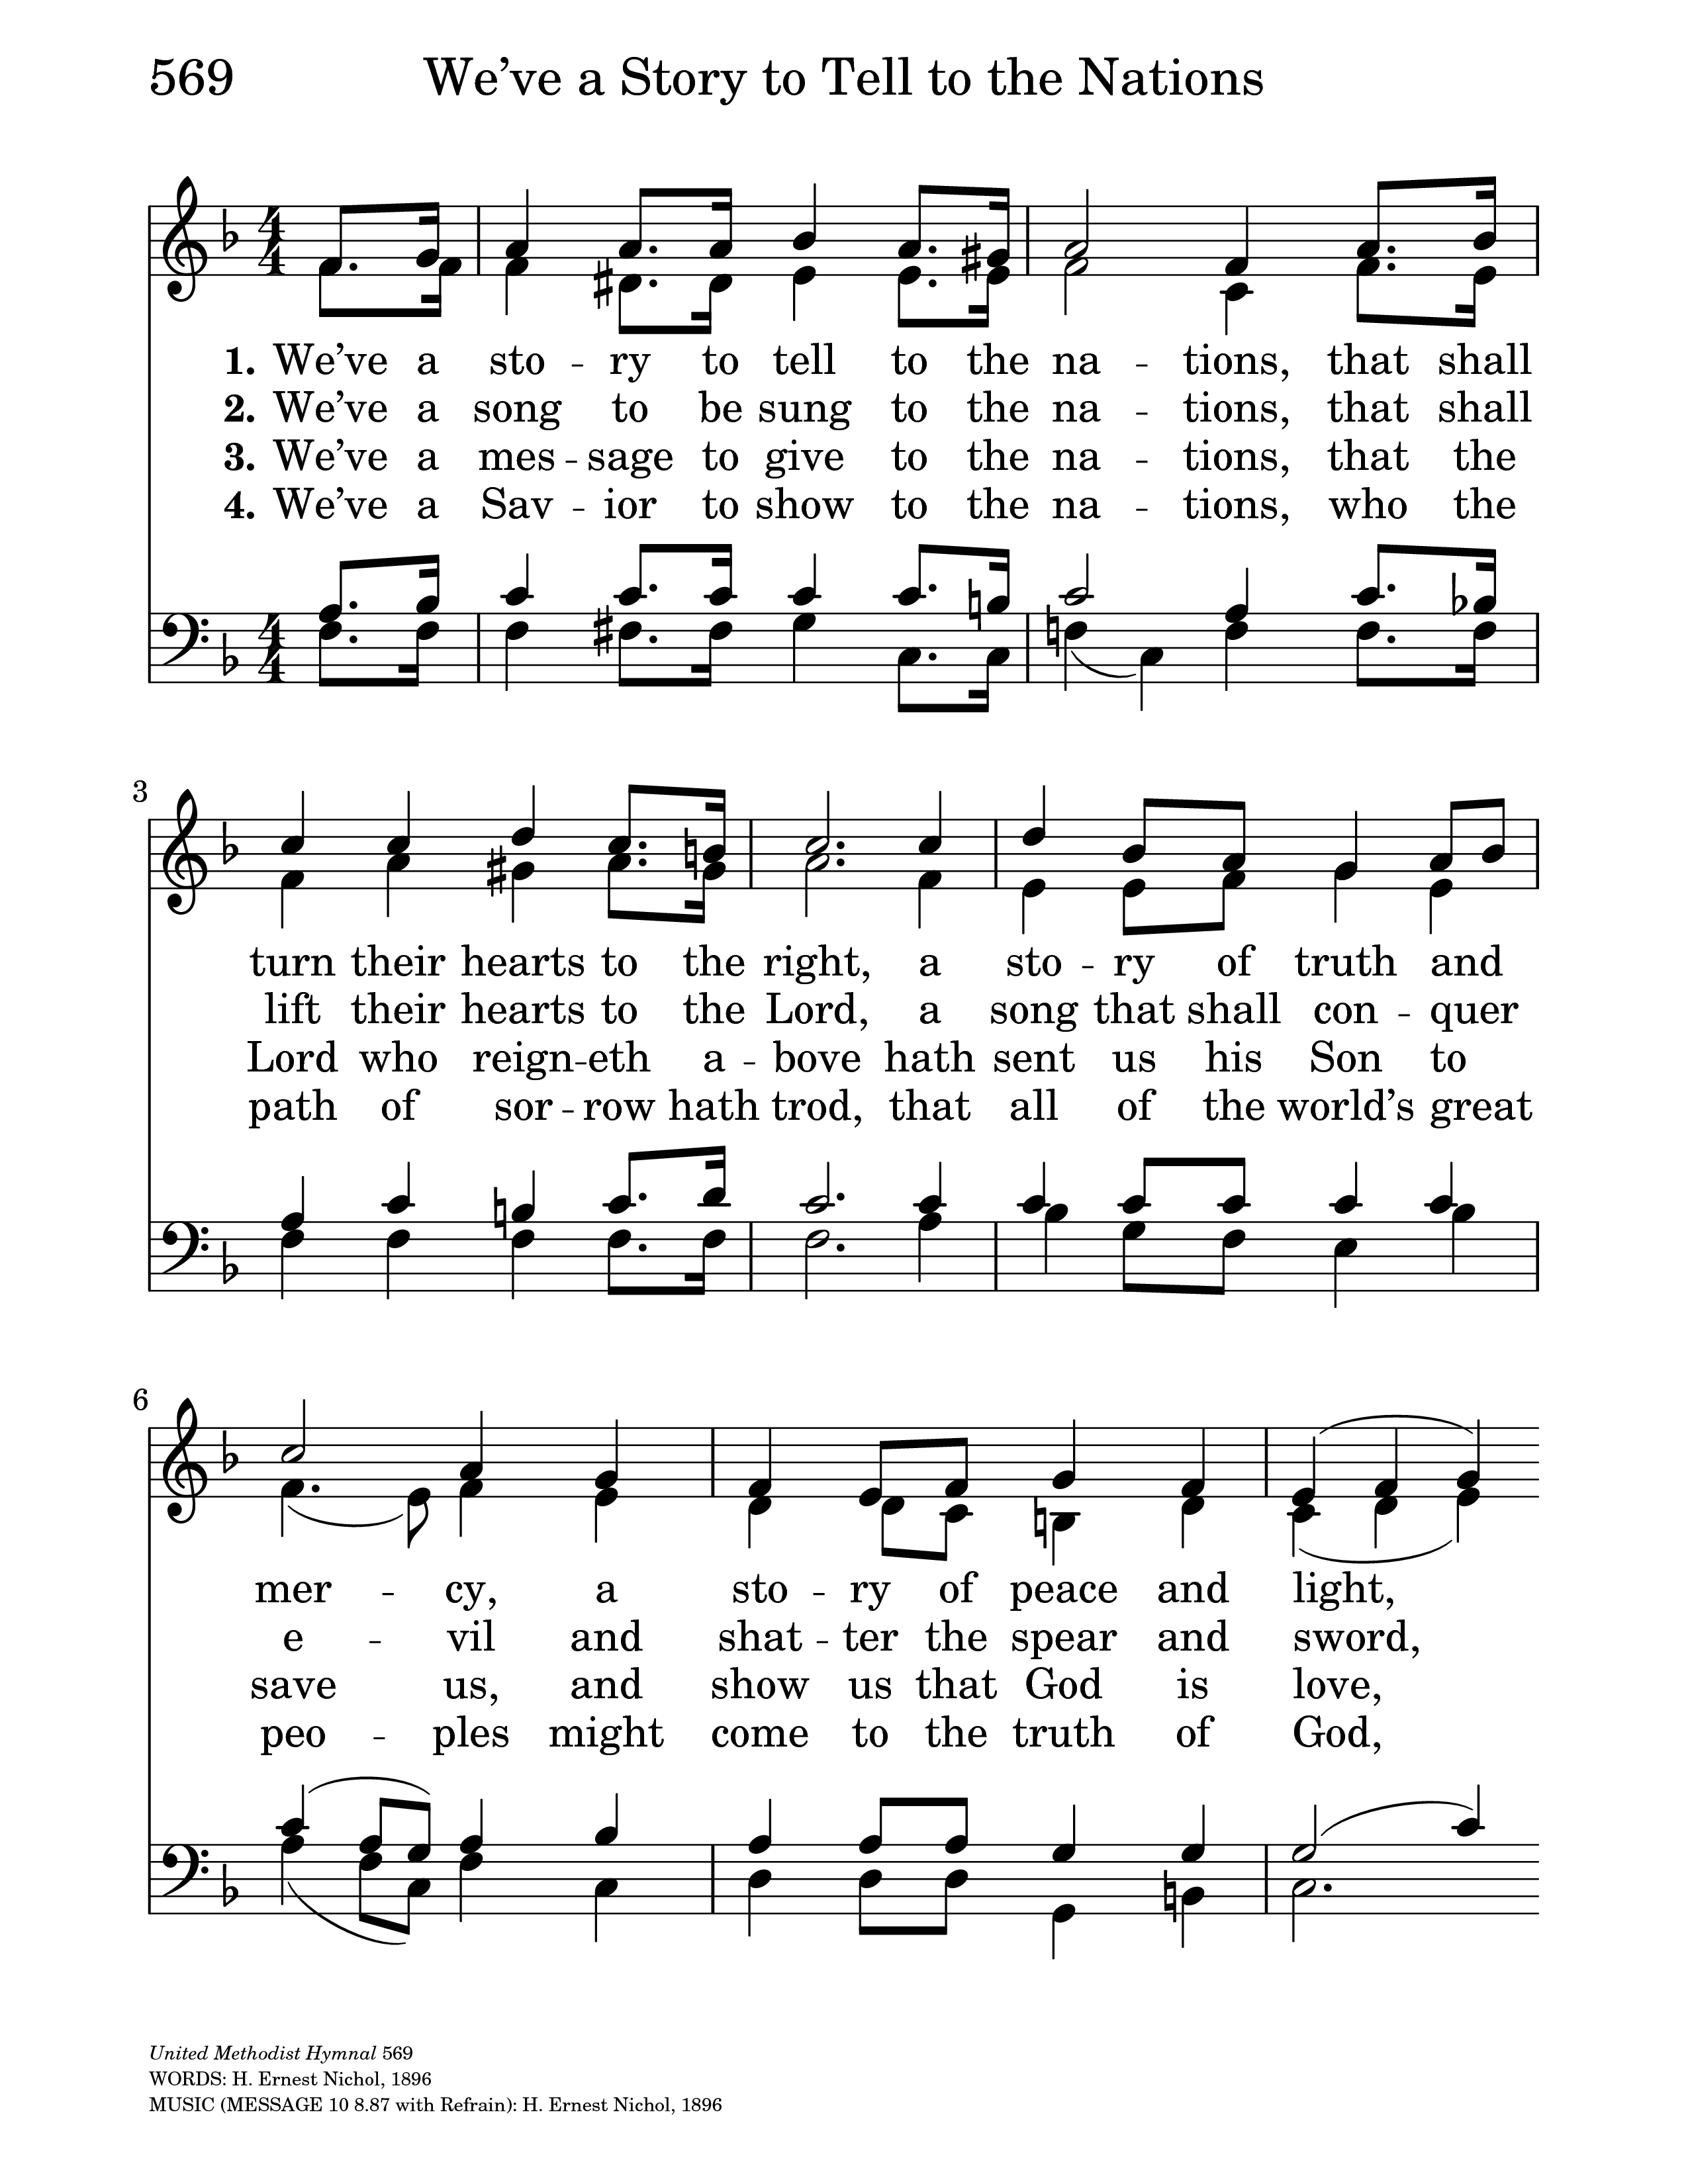 569 We’ve a Story to Tell to the Nations
1. We’ve a sto - ry to tell to the na - tions, that shall
2. We’ve a song to be sung to the na - tions, that shall
3. We’ve a mes - sage to give to the na - tions, that the
4. We’ve a Sav - ior to show to the na - tions, who the
3
turn their hearts to the right, a sto - ry of truth and
lift their hearts to the Lord, a song that shall con - quer
Lord who reign - eth a - bove hath sent us his Son to
path of sor - row hath trod, that all of the world’s great
6
mer - cy, a sto - ry of peace and light,
e - vil and shat - ter the spear and sword,
save us, and show us that God is love,
peo - ples might come to the truth of God,
United Methodist Hymnal 569
WORDS: H. Ernest Nichol, 1896
MUSIC (MESSAGE 10 8.87 with Refrain): H. Ernest Nichol, 1896